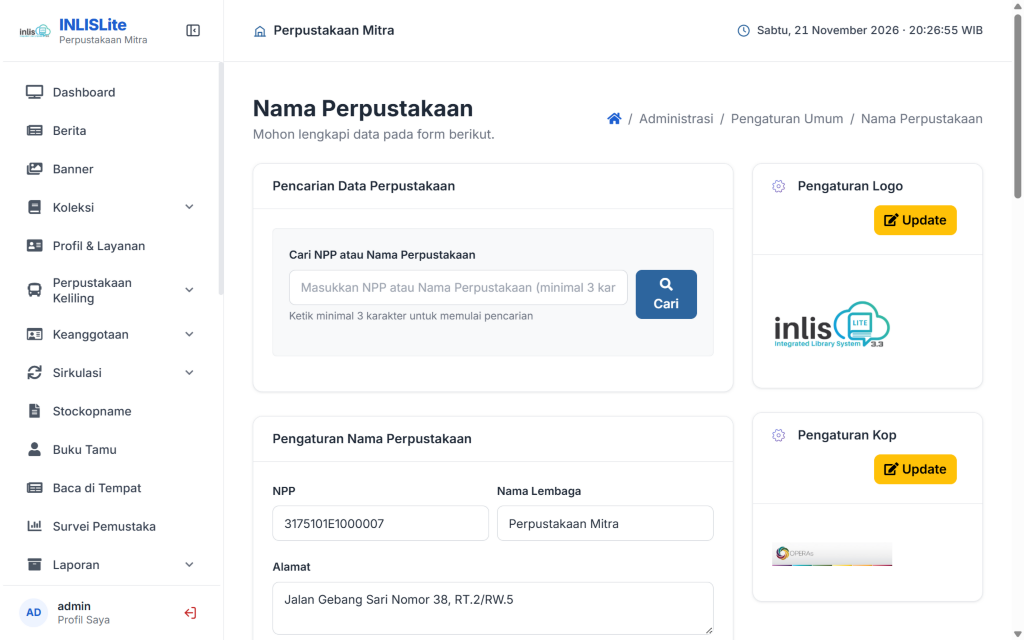 inlis
INLISLite
Perpustakaan Mitra
Perpustakaan Mitra
Sabtu, 21 November 2026 · 20:26:55 WIB
Dashboard
Berita
Banner
Koleksi
Profil & Layanan
Perpustakaan
Keliling
Keanggotaan
Sirkulasi
Stockopname
Buku Tamu
Baca di Tempat
Survei Pemustaka
Laporan
AD
admin
Profil Saya
Nama Perpustakaan
Mohon lengkapi data pada form berikut.
/ Administrasi / Pengaturan Umum / Nama Perpustakaan
Pencarian Data Perpustakaan
Cari NPP atau Nama Perpustakaan
Masukkan NPP atau Nama Perpustakaan (minimal 3 kar
Cari
Ketik minimal 3 karakter untuk memulai pencarian
Pengaturan Nama Perpustakaan
NPP
Nama Lembaga
3175101E1000007
Perpustakaan Mitra
Alamat
Jalan Gebang Sari Nomor 38, RT.2/RW.5
Pengaturan Logo
Update
inlis
LITE
Integrated Library System 3.3
Pengaturan Kop
Update
OPERAs